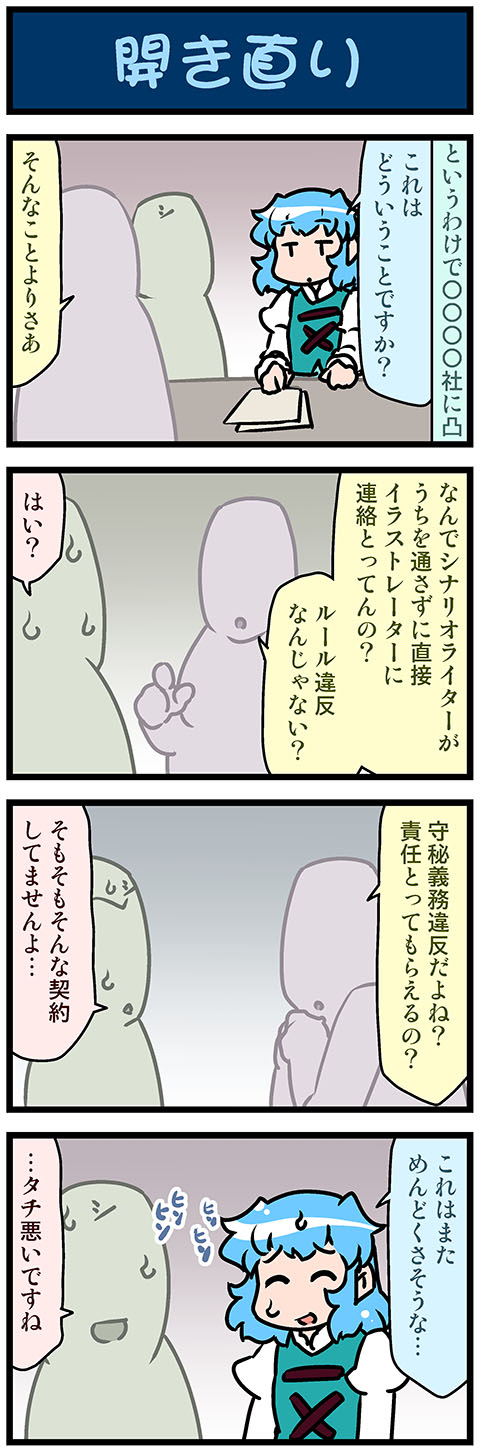 開き直り
というわけで〇〇〇〇社に凸
これは
どういうことですか？
シ
そんなことよりさあ
なんでシナリオライターが
うちを通さずに直接
イラストレーターに
連絡とってんの？
ルール違反
なんじゃない？
はい？
守秘義務違反だよね？
責任とってもらえるの？
シ
そもそもそんな契約
してませんよ…
これはまた
めんどくさそうな…
ヒソ
ヒソ
ヒソ
ヒソ
シ
…タチ悪いですね